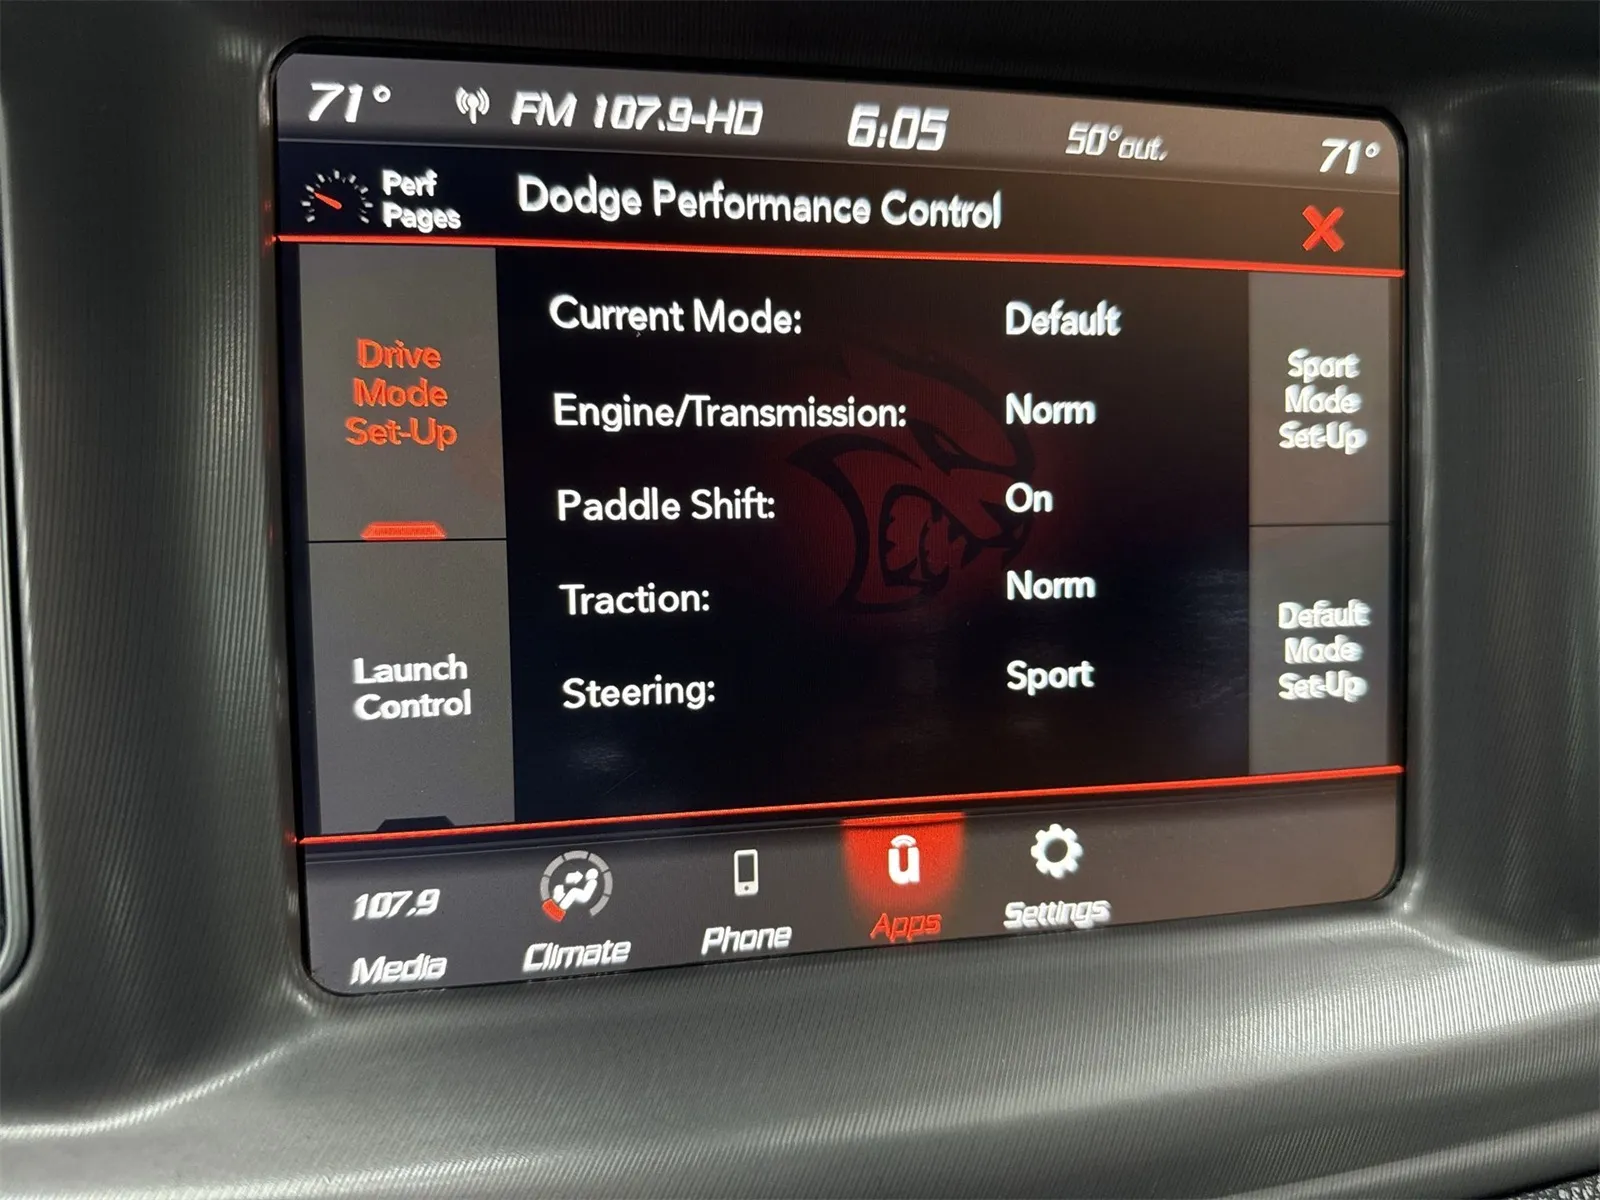 71° FM 107.9-HD 6:05 50° out. 71°
Perf
Pages
Dodge Performance Control
Drive
Mode
Set-Up
Launch
Control
Current Mode: Default
Engine/Transmission: Norm
Paddle Shift: On
Traction: Norm
Steering: Sport
Sport
Mode
Set-Up
Default
Mode
Set-Up
107.9
Media
Climate
Phone
Apps
Settings